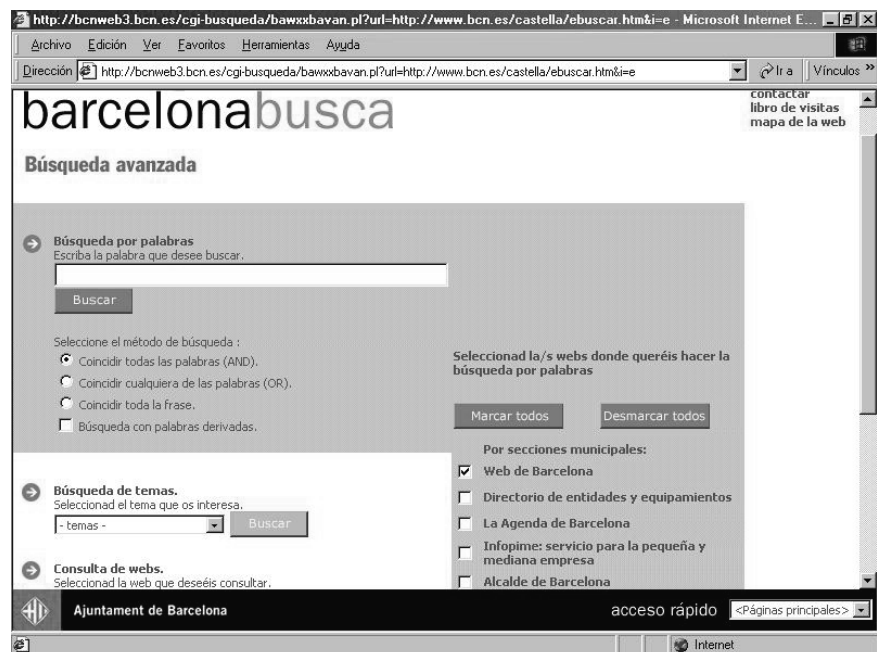 http://bcnweb3.bcn.es/cgi-busqueda/bawxxbavan.pl?url=http://www.bcn.es/castella/ebuscar.htm&i=e - Microsoft Internet E...
Archivo Edición Ver Favoritos Herramientas Ayuda
Dirección http://bcnweb3.bcn.es/cgi-busqueda/bawxxbavan.pl?url=http://www.bcn.es/castella/ebuscar.htm&i=e Ir a Vínculos »
contactar
libro de visitas
mapa de la web
barcelonabusca
Búsqueda avanzada
Búsqueda por palabras
Escriba la palabra que desee buscar.
Buscar
Seleccione el método de búsqueda :
Coincidir todas las palabras (AND).
Coincidir cualquiera de las palabras (OR).
Coincidir toda la frase.
Búsqueda con palabras derivadas.
Seleccionad la/s webs donde queréis hacer la
búsqueda por palabras
Marcar todos Desmarcar todos
Por secciones municipales:
Web de Barcelona
Directorio de entidades y equipamientos
La Agenda de Barcelona
Infopime: servicio para la pequeña y
mediana empresa
Alcalde de Barcelona
Búsqueda de temas.
Seleccionad el tema que os interesa.
- temas - Buscar
Consulta de webs.
Seleccionad la web que deseéis consultar.
Ajuntament de Barcelona acceso rápido <Páginas principales>
Internet